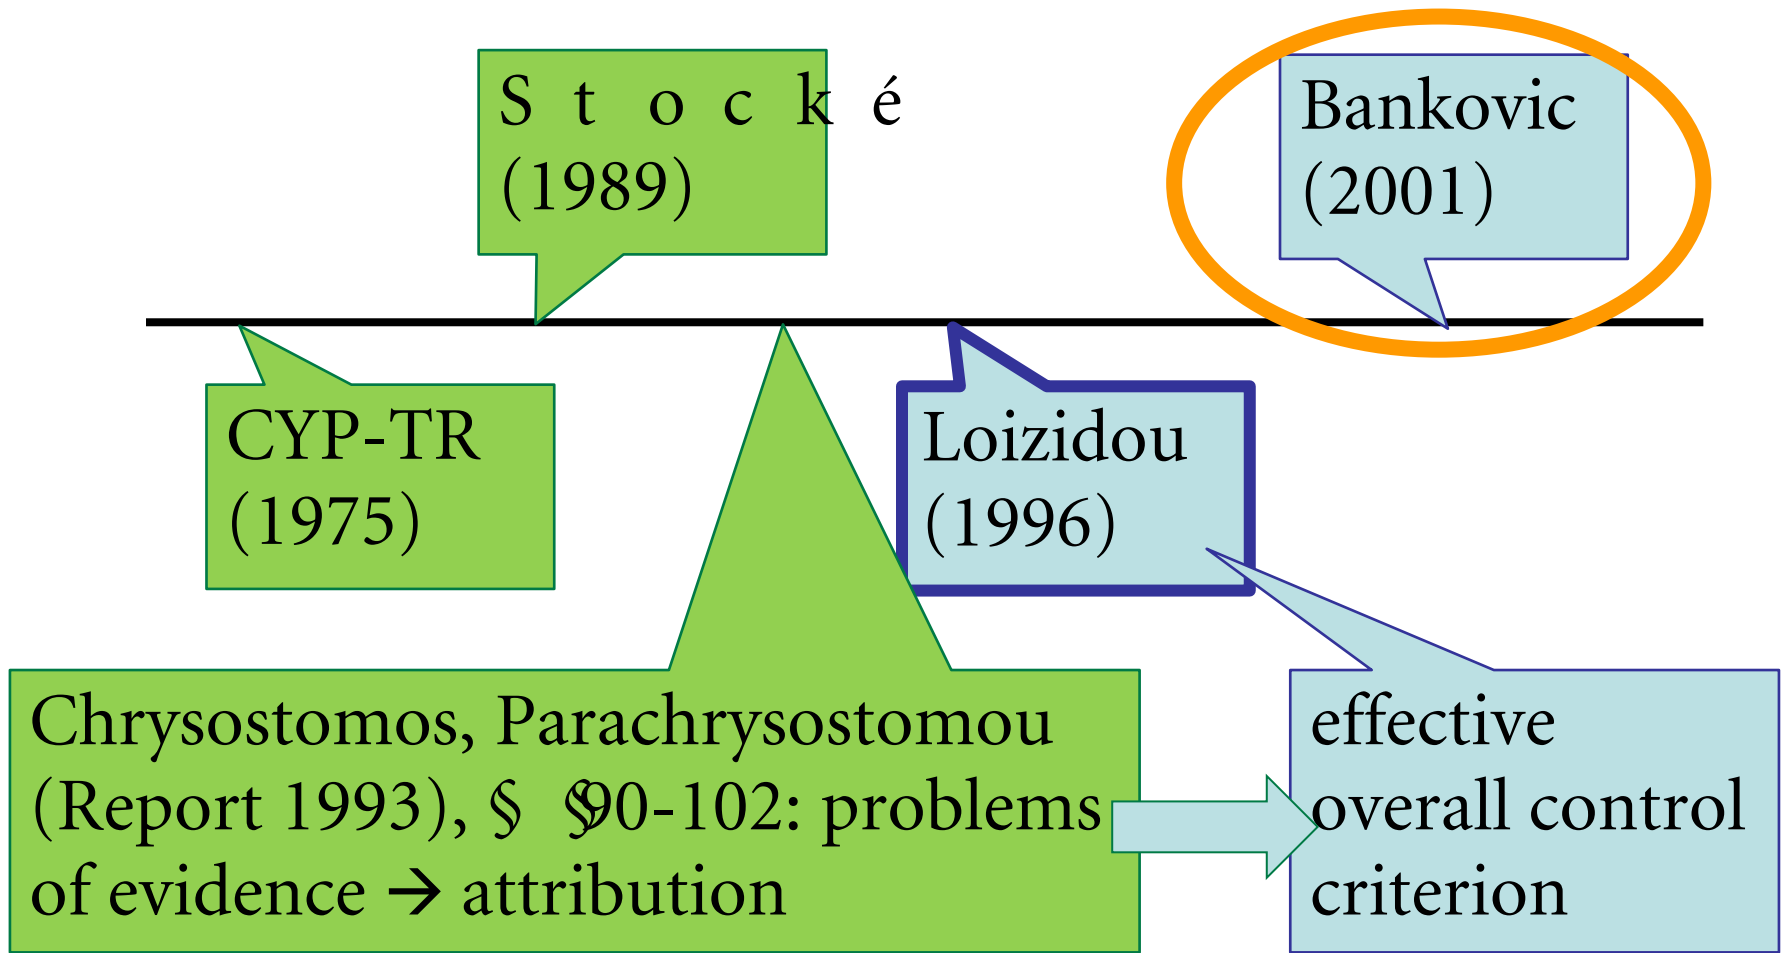 Stocké
(1989)
Bankovic
(2001)
CYP-TR
(1975)
Loizidou
(1996)
Chrysostomos, Parachrysostomou
(Report 1993), § §90-102: problems
of evidence → attribution
effective
overall control
criterion